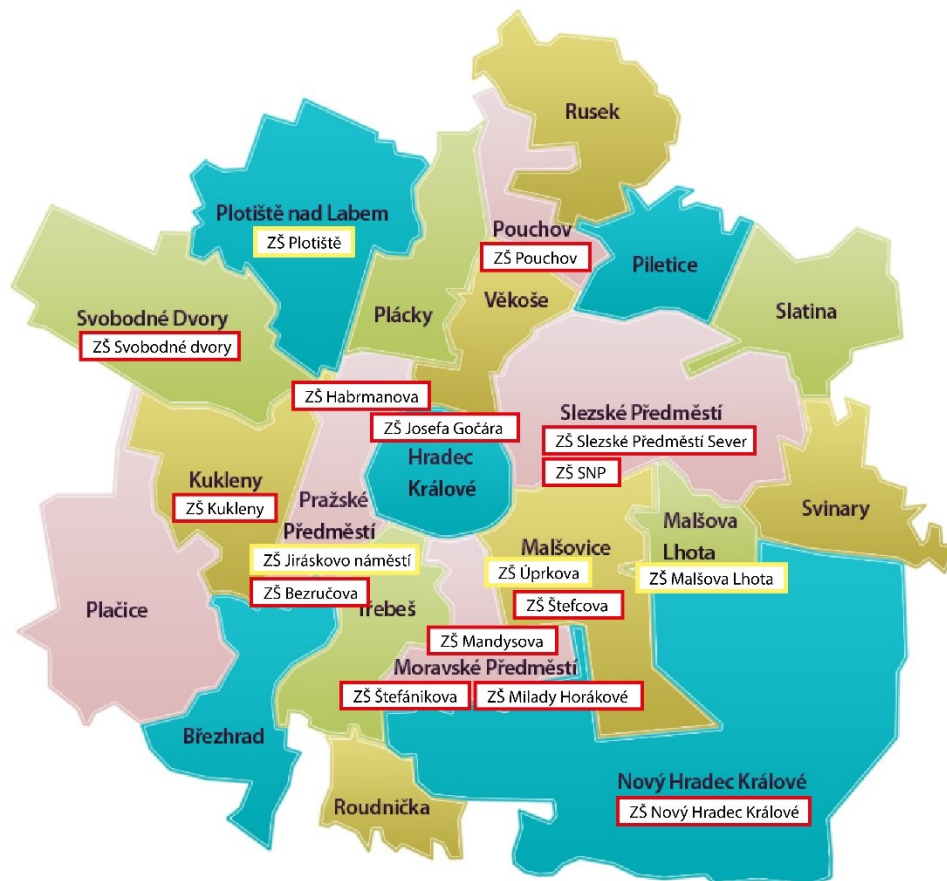 Rusek
Plotiště nad Labem
ZŠ Plotiště
Pouchov
ZŠ Pouchov
Piletice
Věkoše
Plácky
Slatina
Svobodné Dvory
ZŠ Svobodné dvory
ZŠ Habrmanova
ZŠ Josefa Gočára
Hradec
Králové
Slezské Předměstí
ZŠ Slezské Předměstí Sever
ZŠ SNP
Kukleny
ZŠ Kukleny
Pražské
Předměstí
ZŠ Jiráskovo náměstí
ZŠ Bezručova
Malšovice
ZŠ Úprkova
ZŠ Štefcova
Malšova
Lhota
ZŠ Malšova Lhota
Svinary
Plačice
Třebeš
ZŠ Mandysova
Moravské Předměstí
ZŠ Štefánikova
ZŠ Milady Horákové
Březhrad
Roudnička
Nový Hradec Králové
ZŠ Nový Hradec Králové